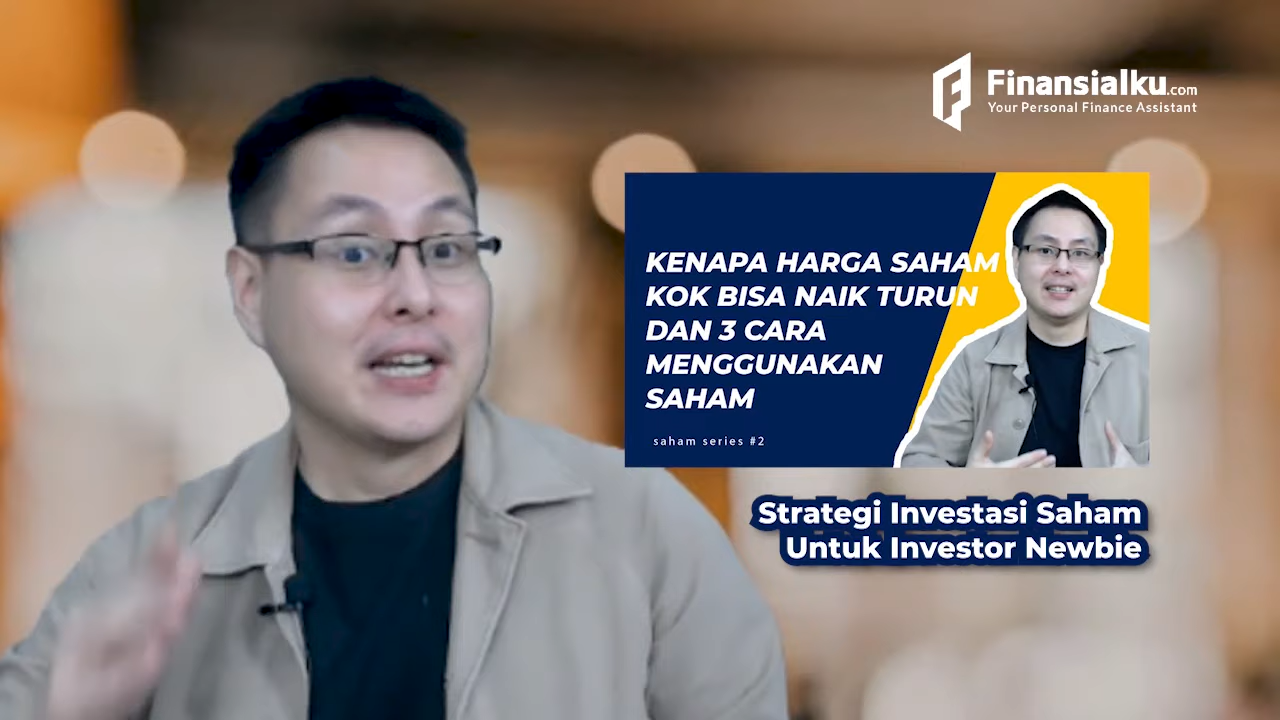 Finansialku.com
Your Personal Finance Assistant
KENAPA HARGA SAHAM
KOK BISA NAIK TURUN
DAN 3 CARA
MENGGUNAKAN
SAHAM
saham series #2
Strategi Investasi Saham
Untuk Investor Newbie